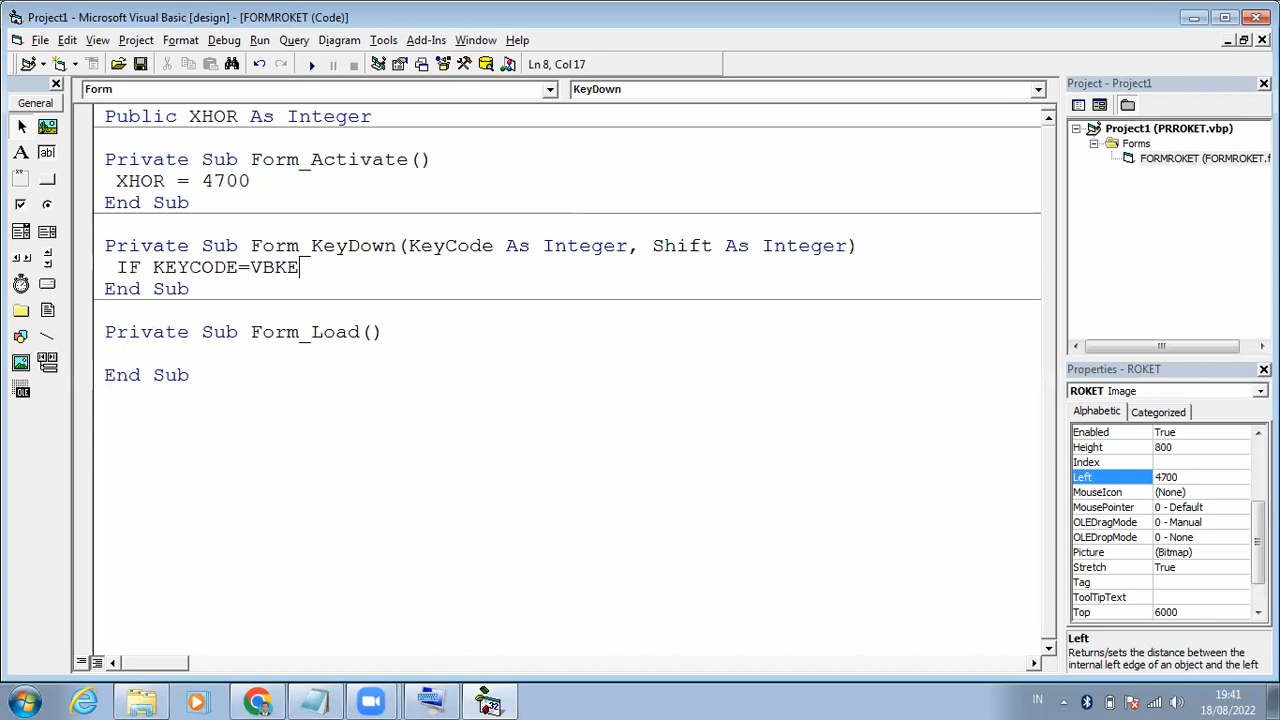 Project1 - Microsoft Visual Basic [design] - [FORMROKET (Code)]
File Edit View Project Format Debug Run Query Diagram Tools Add-Ins Window Help
Ln 8, Col 17
Form
KeyDown
General
Public XHOR As Integer
Private Sub Form_Activate()
XHOR = 4700
End Sub
Private Sub Form_KeyDown(KeyCode As Integer, Shift As Integer)
IF KEYCODE=VBKE
End Sub
Private Sub Form_Load()
End Sub
Project - Project1
Project1 (PRROKET.vbp)
Forms
FORMROKET (FORMROKET.f
Properties - ROKET
ROKET Image
Alphabetic Categorized
Enabled True
Height 800
Index
Left 4700
MouseIcon (None)
MousePointer 0 - Default
OLEDragMode 0 - Manual
OLEDropMode 0 - None
Picture (Bitmap)
Stretch True
Tag
ToolTipText
Top 6000
Left
Returns/sets the distance between the
internal left edge of an object and the left
IN
19:41
18/08/2022